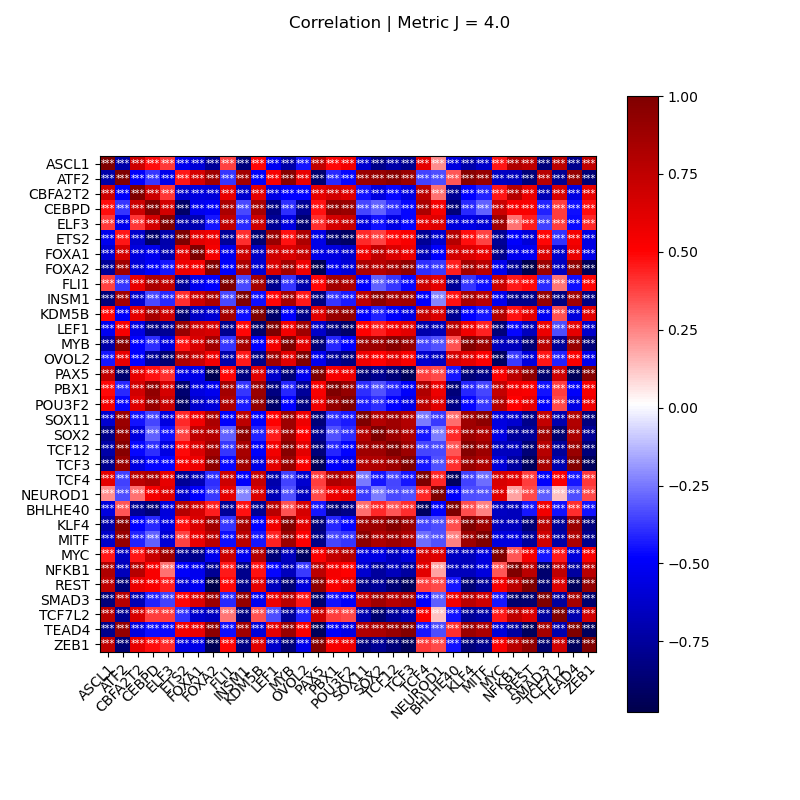 Correlation | Metric J = 4.0
ASCL1
ATF2
CBFA2T2
CEBPD
ELF3
ETS2
FOXA1
FOXA2
FLI1
INSM1
KDM5B
LEF1
MYB
OVOL2
PAX5
PBX1
POU3F2
SOX11
SOX2
TCF12
TCF3
TCF4
NEUROD1
BHLHE40
KLF4
MITF
MYC
NFKB1
REST
SMAD3
TCF7L2
TEAD4
ZEB1
ASCL1
ATF2
CBFA2T2
CEBPD
ELF3
ETS2
FOXA1
FOXA2
FLI1
INSM1
KDM5B
LEF1
MYB
OVOL2
PAX5
PBX1
POU3F2
SOX11
SOX2
TCF12
TCF3
TCF4
NEUROD1
BHLHE40
KLF4
MITF
MYC
NFKB1
REST
SMAD3
TCF7L2
TEAD4
ZEB1
1.00
0.75
0.50
0.25
0.00
−0.25
−0.50
−0.75